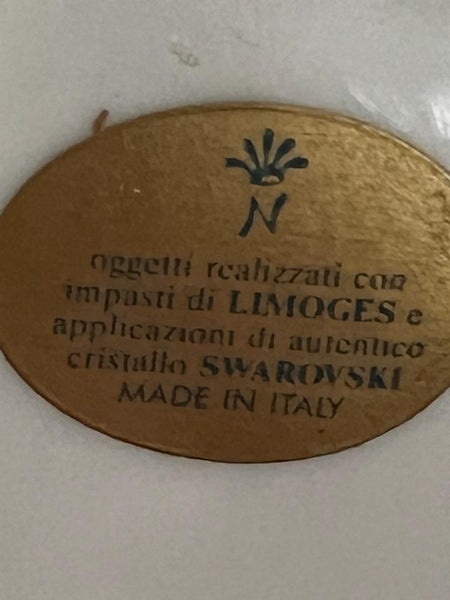 N
oggetti realizzati con
impasti di LIMOGES e
applicazioni di autentico
cristallo SWAROVSKI
MADE IN ITALY